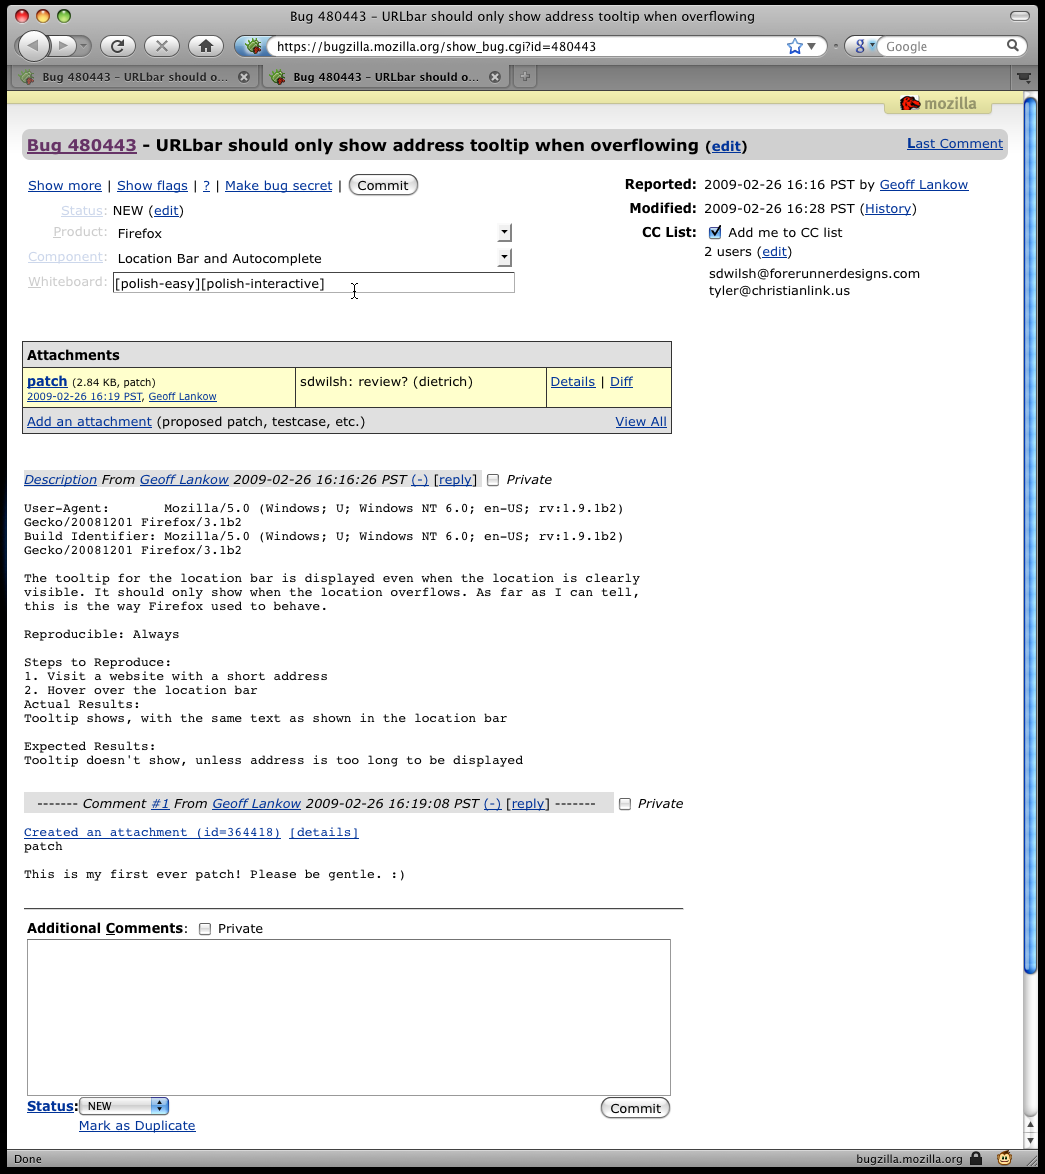 Bug 480443 – URLbar should only show address tooltip when overflowing
https://bugzilla.mozilla.org/show_bug.cgi?id=480443
Google
Bug 480443 – URLbar should o...
Bug 480443 – URLbar should o...
mozilla
Bug 480443 - URLbar should only show address tooltip when overflowing (edit)
Last Comment
Show more | Show flags | ? | Make bug secret | Commit
Status: NEW (edit)
Product: Firefox
Component: Location Bar and Autocomplete
Whiteboard: [polish-easy][polish-interactive]
Reported: 2009-02-26 16:16 PST by Geoff Lankow
Modified: 2009-02-26 16:28 PST (History)
CC List: Add me to CC list
2 users (edit)
sdwilsh@forerunnerdesigns.com
tyler@christianlink.us
Attachments
patch (2.84 KB, patch)
2009-02-26 16:19 PST, Geoff Lankow
sdwilsh: review? (dietrich)
Details | Diff
Add an attachment (proposed patch, testcase, etc.)
View All
Description From Geoff Lankow 2009-02-26 16:16:26 PST (-) [reply] Private
User-Agent: Mozilla/5.0 (Windows; U; Windows NT 6.0; en-US; rv:1.9.1b2)
Gecko/20081201 Firefox/3.1b2
Build Identifier: Mozilla/5.0 (Windows; U; Windows NT 6.0; en-US; rv:1.9.1b2)
Gecko/20081201 Firefox/3.1b2
The tooltip for the location bar is displayed even when the location is clearly
visible. It should only show when the location overflows. As far as I can tell,
this is the way Firefox used to behave.
Reproducible: Always
Steps to Reproduce:
1. Visit a website with a short address
2. Hover over the location bar
Actual Results:
Tooltip shows, with the same text as shown in the location bar
Expected Results:
Tooltip doesn't show, unless address is too long to be displayed
------- Comment #1 From Geoff Lankow 2009-02-26 16:19:08 PST (-) [reply] ------- Private
Created an attachment (id=364418) [details]
patch
This is my first ever patch! Please be gentle. :)
Additional Comments: Private
Status: NEW
Commit
Mark as Duplicate
Done
bugzilla.mozilla.org